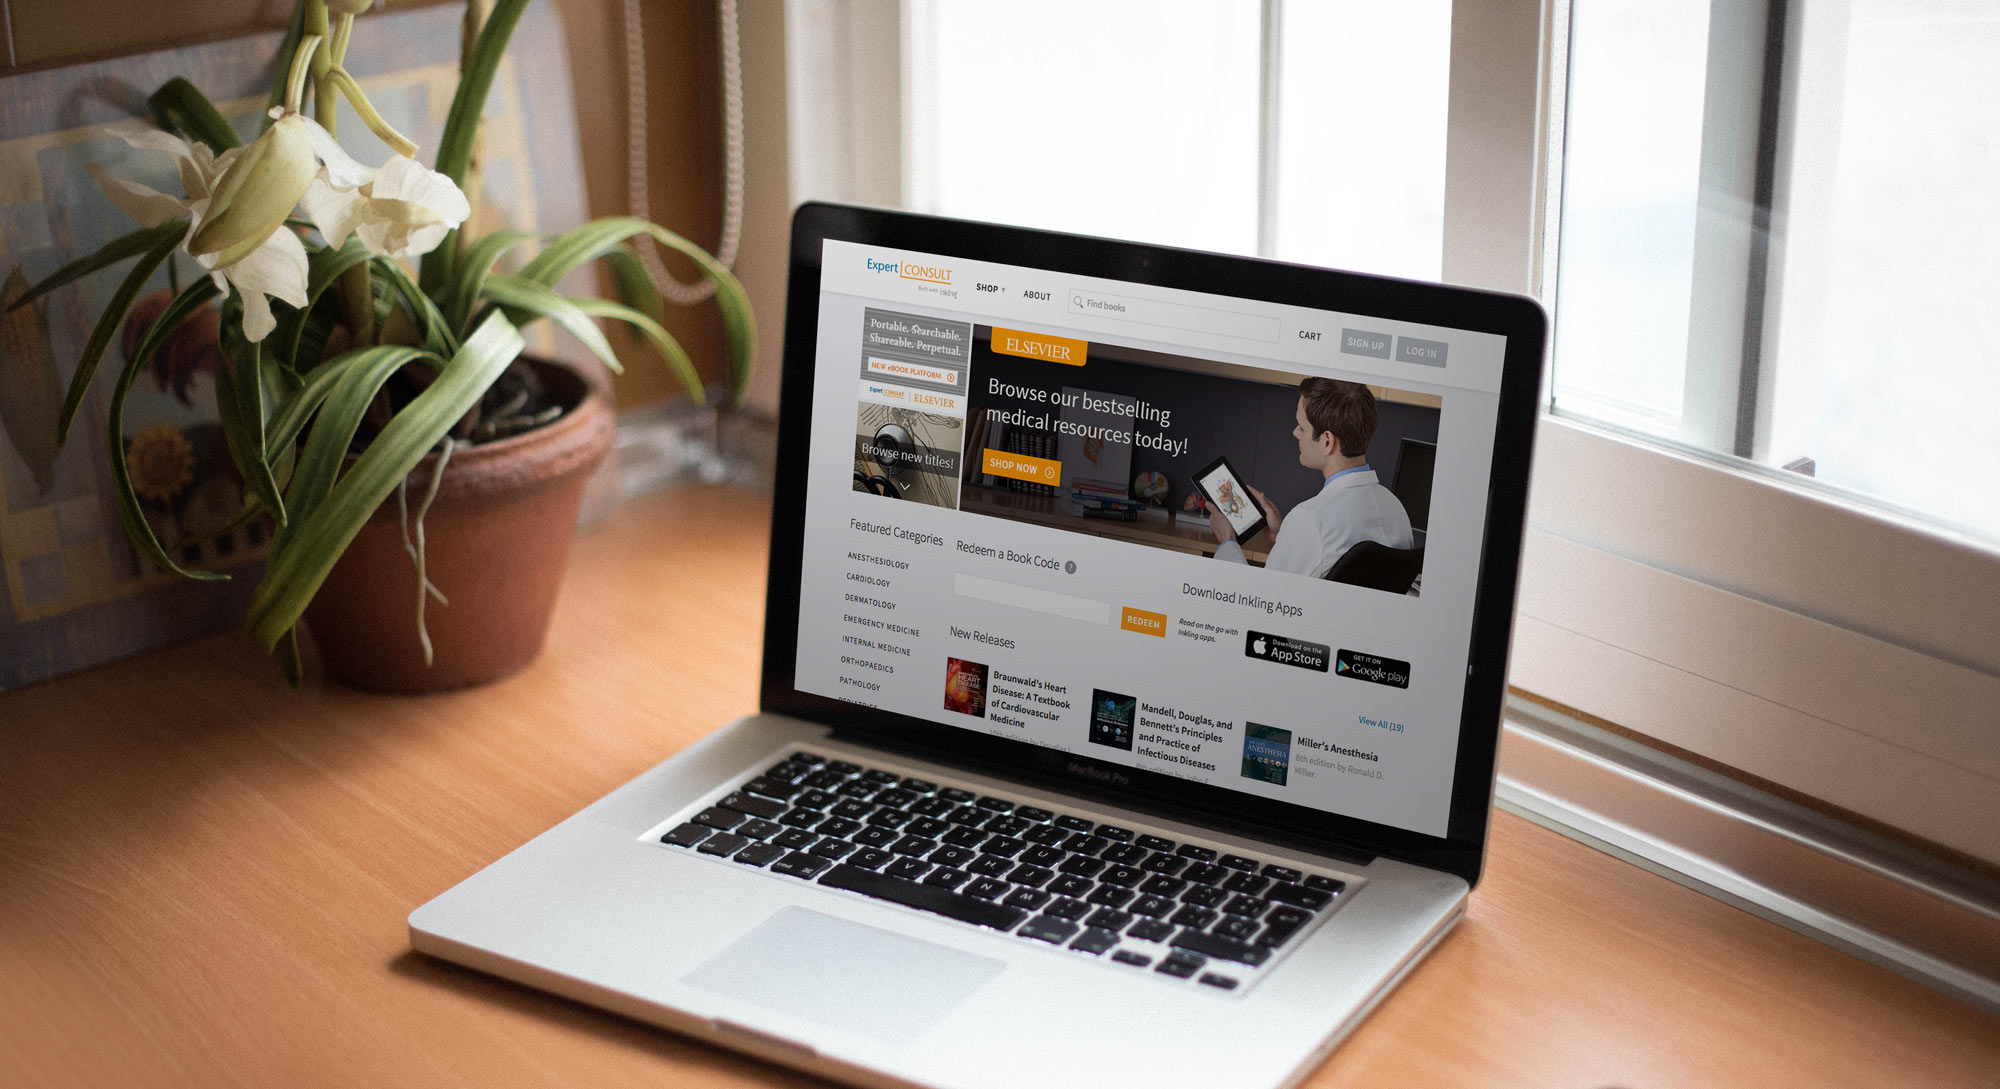 Expert CONSULT
Built with inkling
SHOP
ABOUT
Find books
CART
SIGN UP
LOG IN
Portable. Searchable.
Shareable. Perpetual.
NEW eBOOK PLATFORM
Expert CONSULT
ELSEVIER
Browse new titles!
ELSEVIER
Browse our bestselling
medical resources today!
SHOP NOW
Featured Categories
ANESTHESIOLOGY
CARDIOLOGY
DERMATOLOGY
EMERGENCY MEDICINE
INTERNAL MEDICINE
ORTHOPAEDICS
PATHOLOGY
PEDIATRICS
Redeem a Book Code ?
REDEEM
Download Inkling Apps
Read on the go with
Inkling apps.
Download on the
App Store
GET IT ON
Google play
New Releases
View All (19)
HEART
DISEASE
Braunwald's Heart
Disease: A Textbook
of Cardiovascular
Medicine
10th edition by Douglas L
Mandell, Douglas, and
Bennett's Principles
and Practice of
Infectious Diseases
8th edition by John E
ANESTHESIA
Miller's Anesthesia
8th edition by Ronald D.
Miller.
MacBook Pro